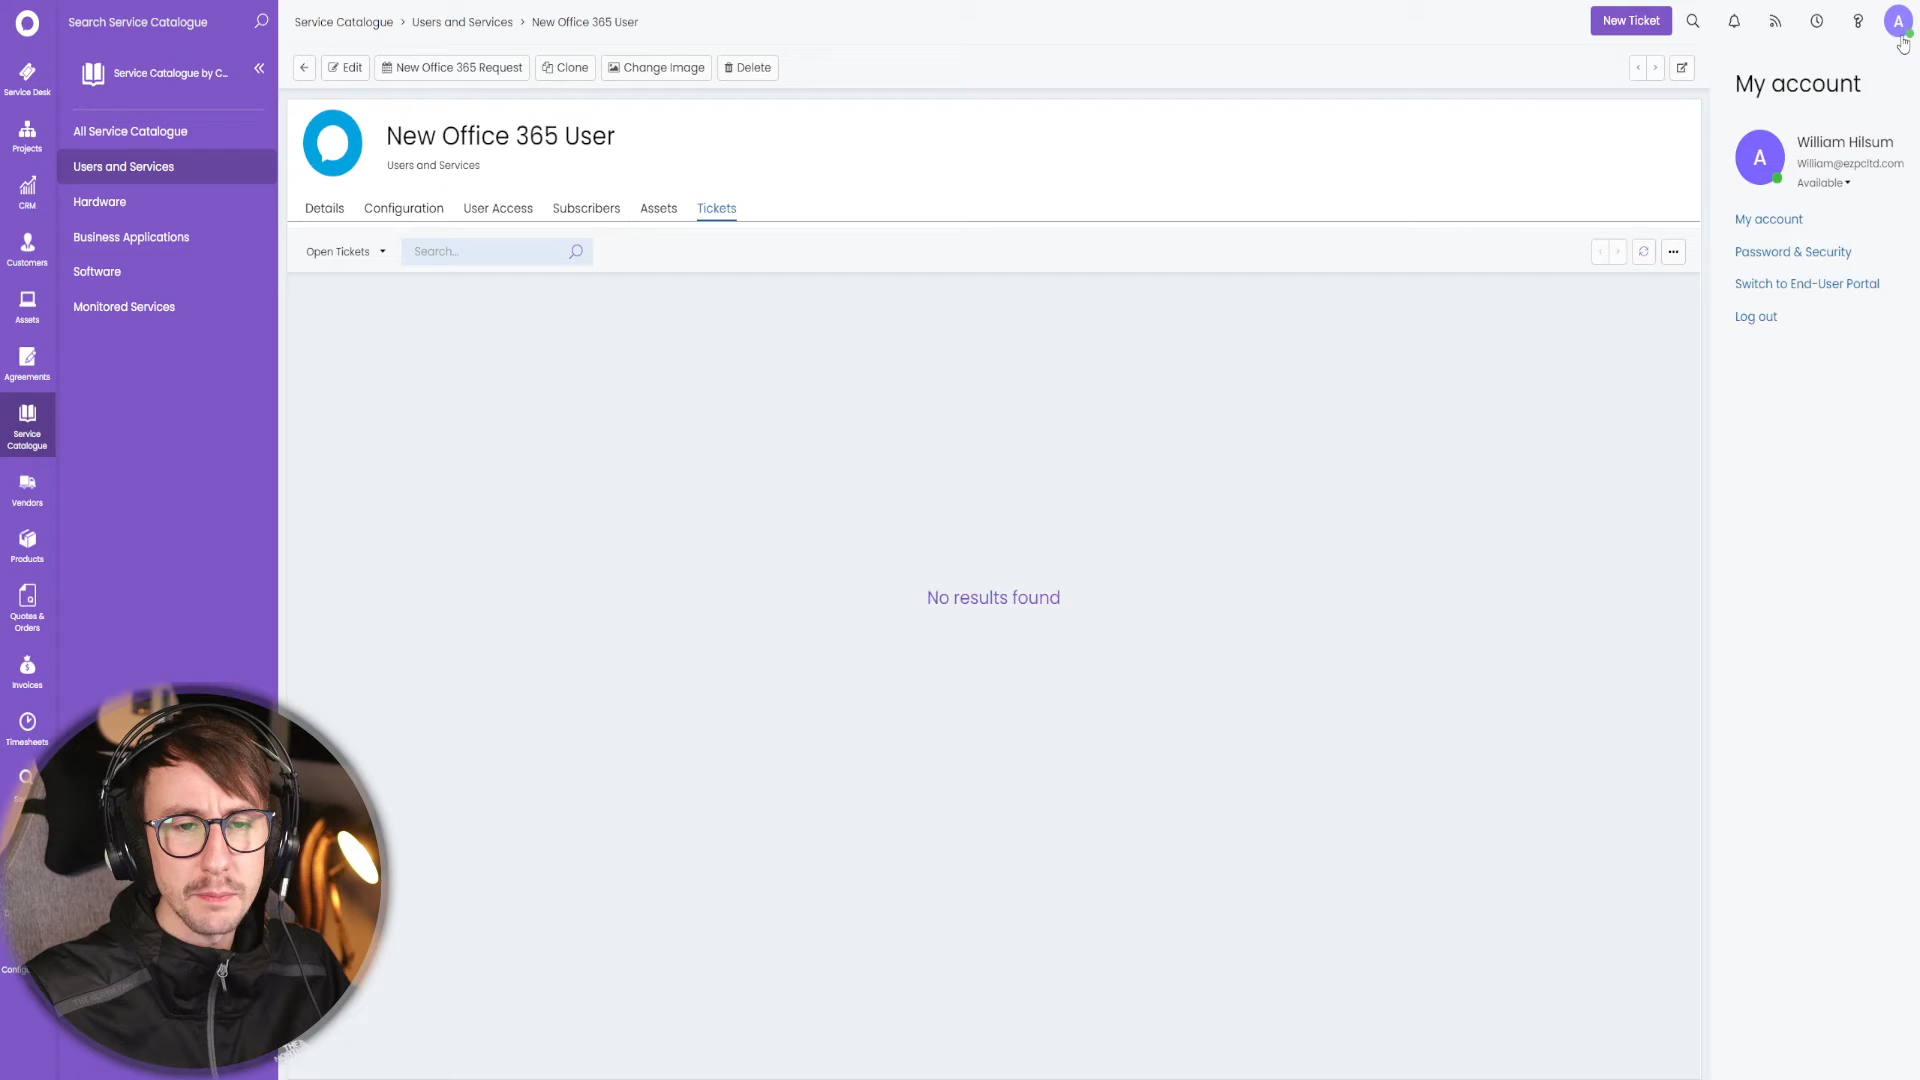 Search Service Catalogue
Service Catalogue > Users and Services > New Office 365 User
New Ticket
A
Service Catalogue by C...
Edit
New Office 365 Request
Clone
Change Image
Delete
Service Desk
Projects
CRM
Customers
Assets
Agreements
Service
Catalogue
Vendors
Products
Quotes &
Orders
Invoices
Timesheets
All Service Catalogue
Users and Services
Hardware
Business Applications
Software
Monitored Services
New Office 365 User
Users and Services
Details
Configuration
User Access
Subscribers
Assets
Tickets
Open Tickets
Search...
No results found
My account
A
William Hilsum
William@ezpcltd.com
Available
My account
Password & Security
Switch to End-User Portal
Log out